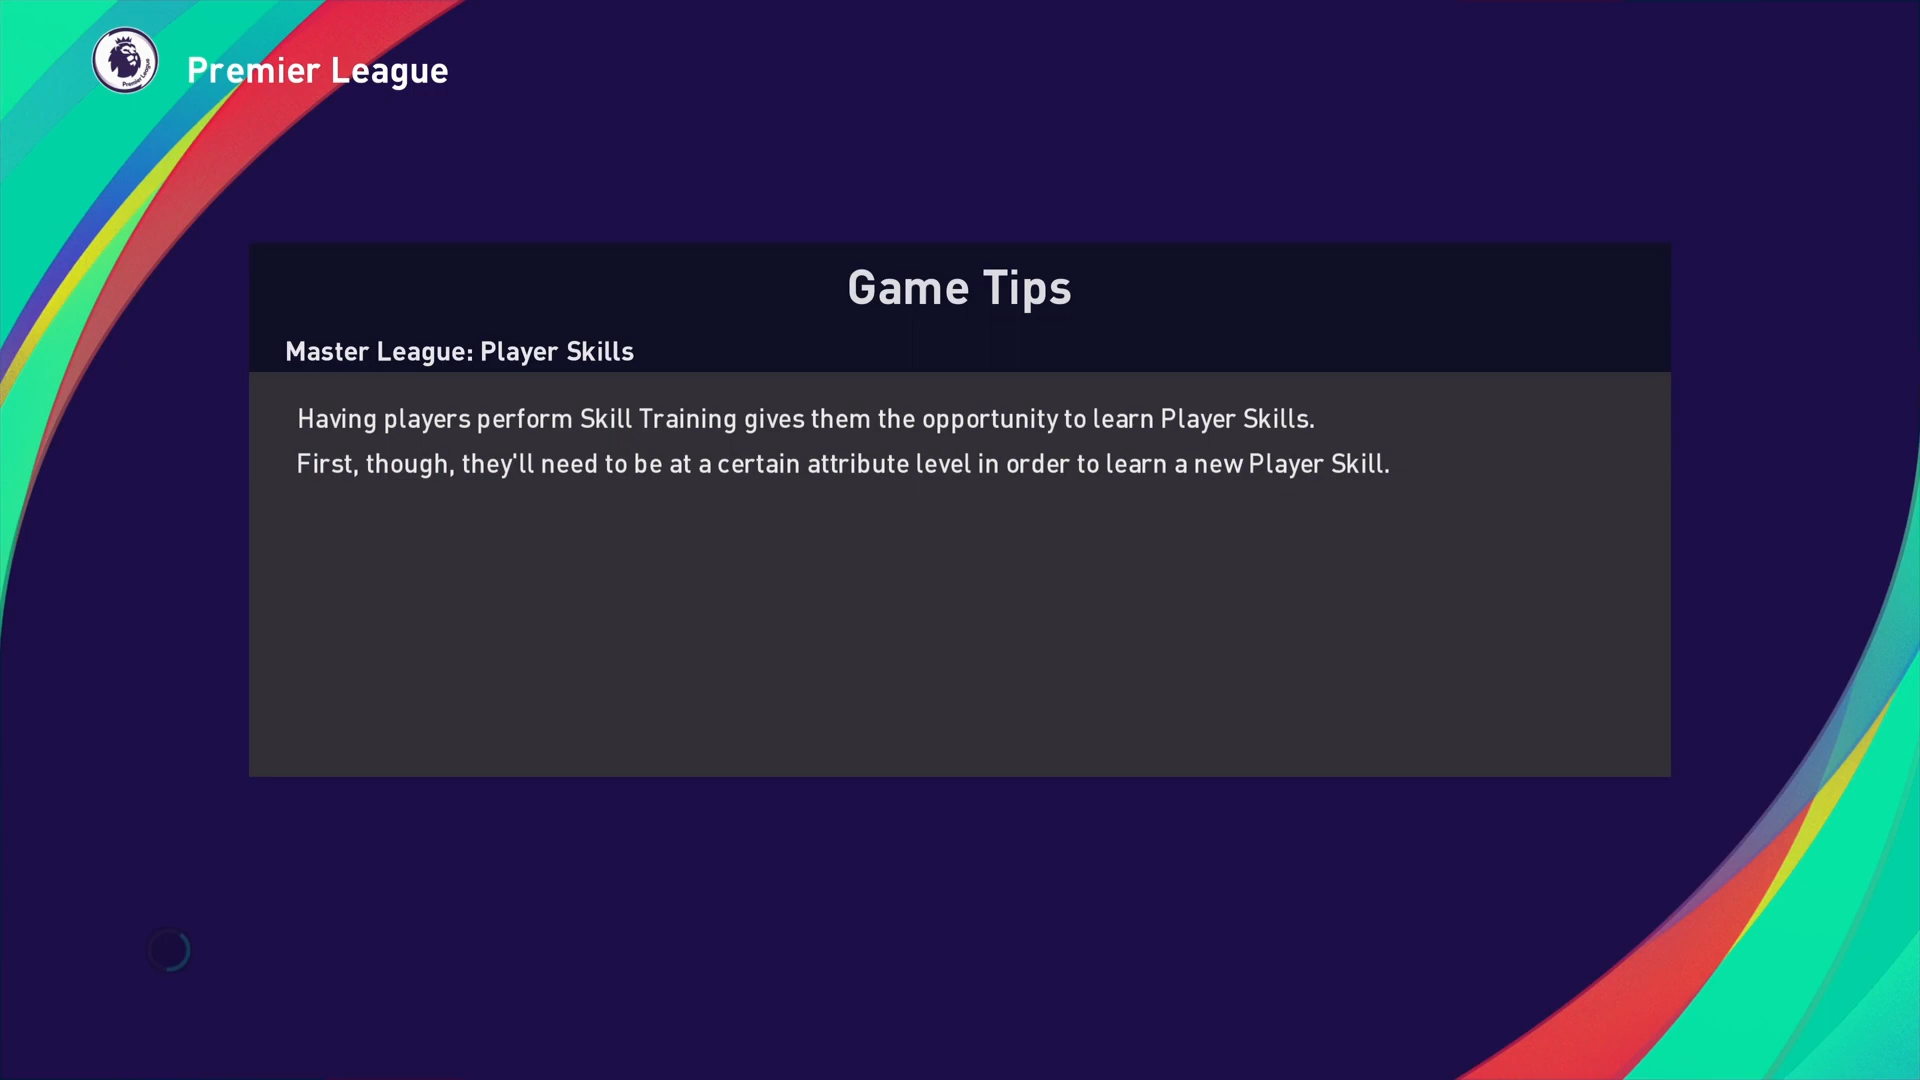 Premier League
Premier League
Game Tips
Master League: Player Skills
Having players perform Skill Training gives them the opportunity to learn Player Skills.
First, though, they'll need to be at a certain attribute level in order to learn a new Player Skill.